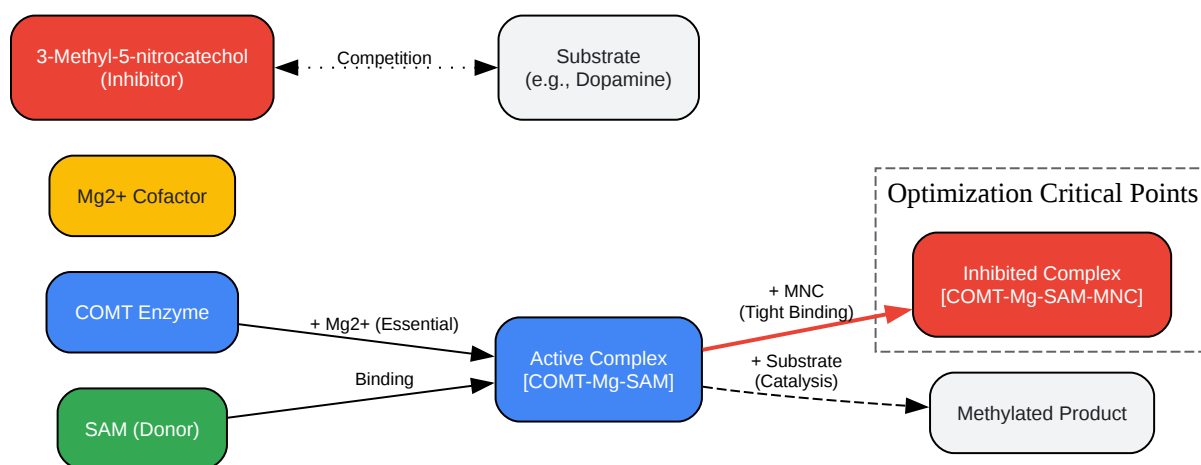 3-Methyl-5-nitrocatechol
(Inhibitor)
Competition
Substrate
(e.g., Dopamine)
Mg2+ Cofactor
Optimization Critical Points
COMT Enzyme
+ Mg2+ (Essential)
SAM (Donor)
Binding
Active Complex
[COMT-Mg-SAM]
+ MNC
(Tight Binding)
Inhibited Complex
[COMT-Mg-SAM-MNC]
+ Substrate
(Catalysis)
Methylated Product